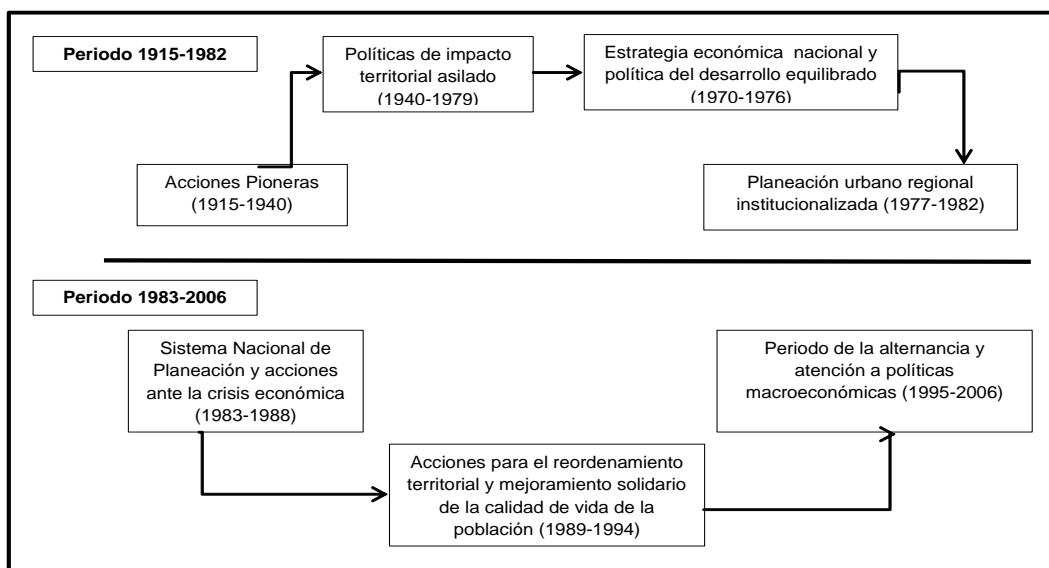 Periodo 1915-1982
Políticas de impacto
territorial asilado
(1940-1979)
Estrategia económica nacional y
política del desarrollo equilibrado
(1970-1976)
Acciones Pioneras
(1915-1940)
Planeación urbano regional
institucionalizada (1977-1982)
Periodo 1983-2006
Sistema Nacional de
Planeación y acciones
ante la crisis económica
(1983-1988)
Periodo de la alternancia y
atención a políticas
macroeconómicas (1995-2006)
Acciones para el reordenamiento
territorial y mejoramiento solidario
de la calidad de vida de la
población (1989-1994)